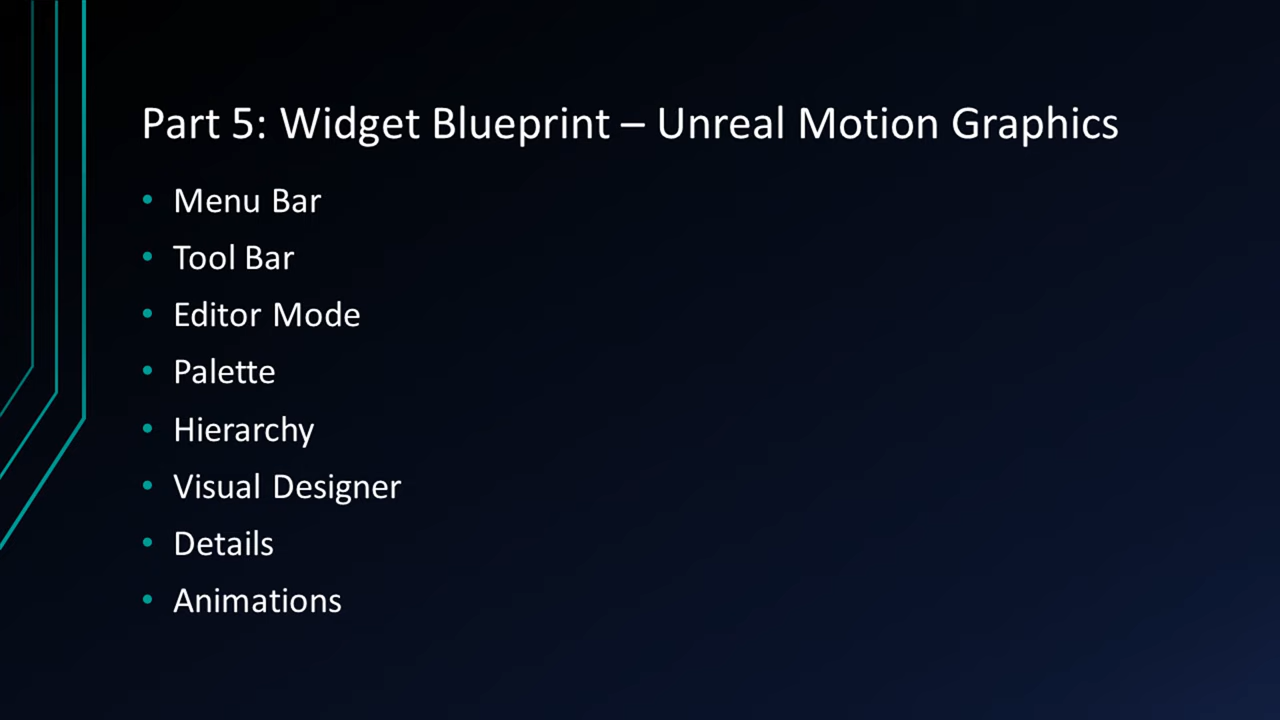 Part 5: Widget Blueprint – Unreal Motion Graphics
• Menu Bar
• Tool Bar
• Editor Mode
• Palette
• Hierarchy
• Visual Designer
• Details
• Animations